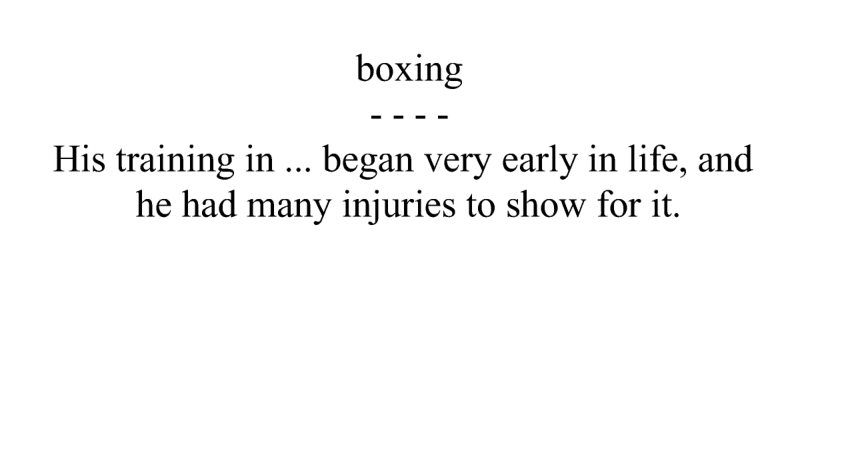 boxing
- - - -
His training in ... began very early in life, and
he had many injuries to show for it.